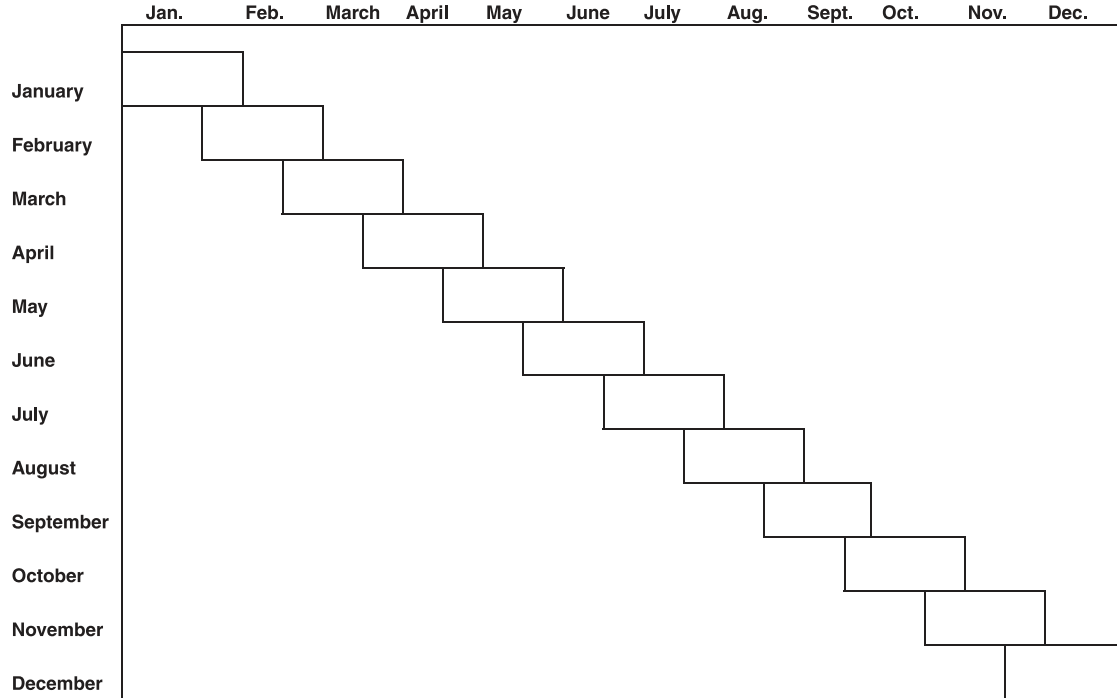 Jan. Feb. March April May June July Aug. Sept. Oct. Nov. Dec.
January
February
March
April
May
June
July
August
September
October
November
December